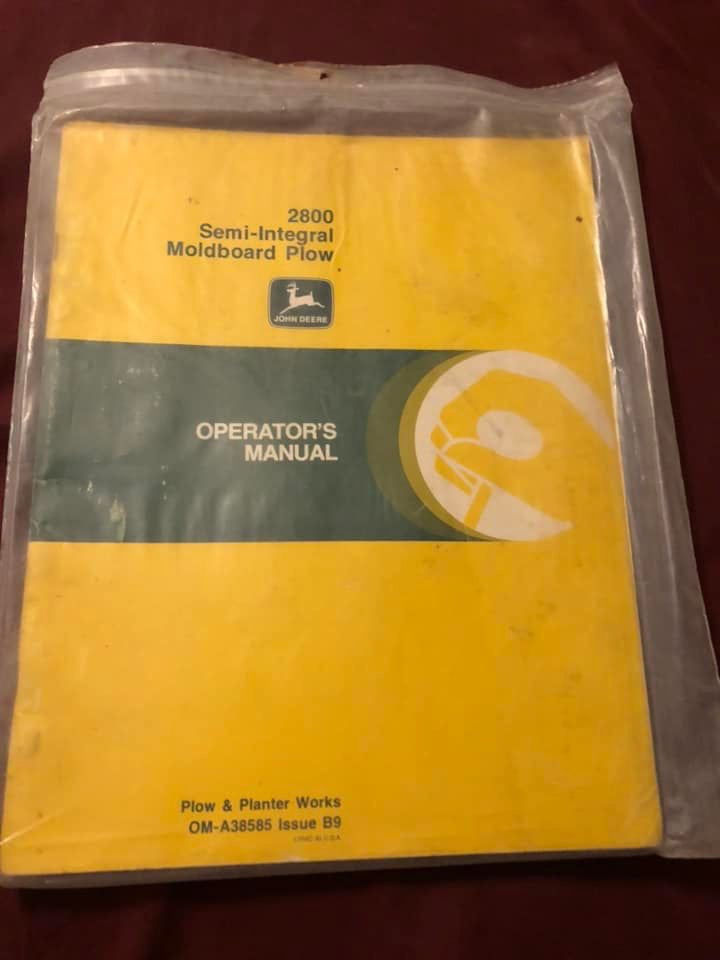 2800
Semi-Integral
Moldboard Plow
JOHN DEERE
OPERATOR'S
MANUAL
Plow & Planter Works
OM-A38585 Issue B9